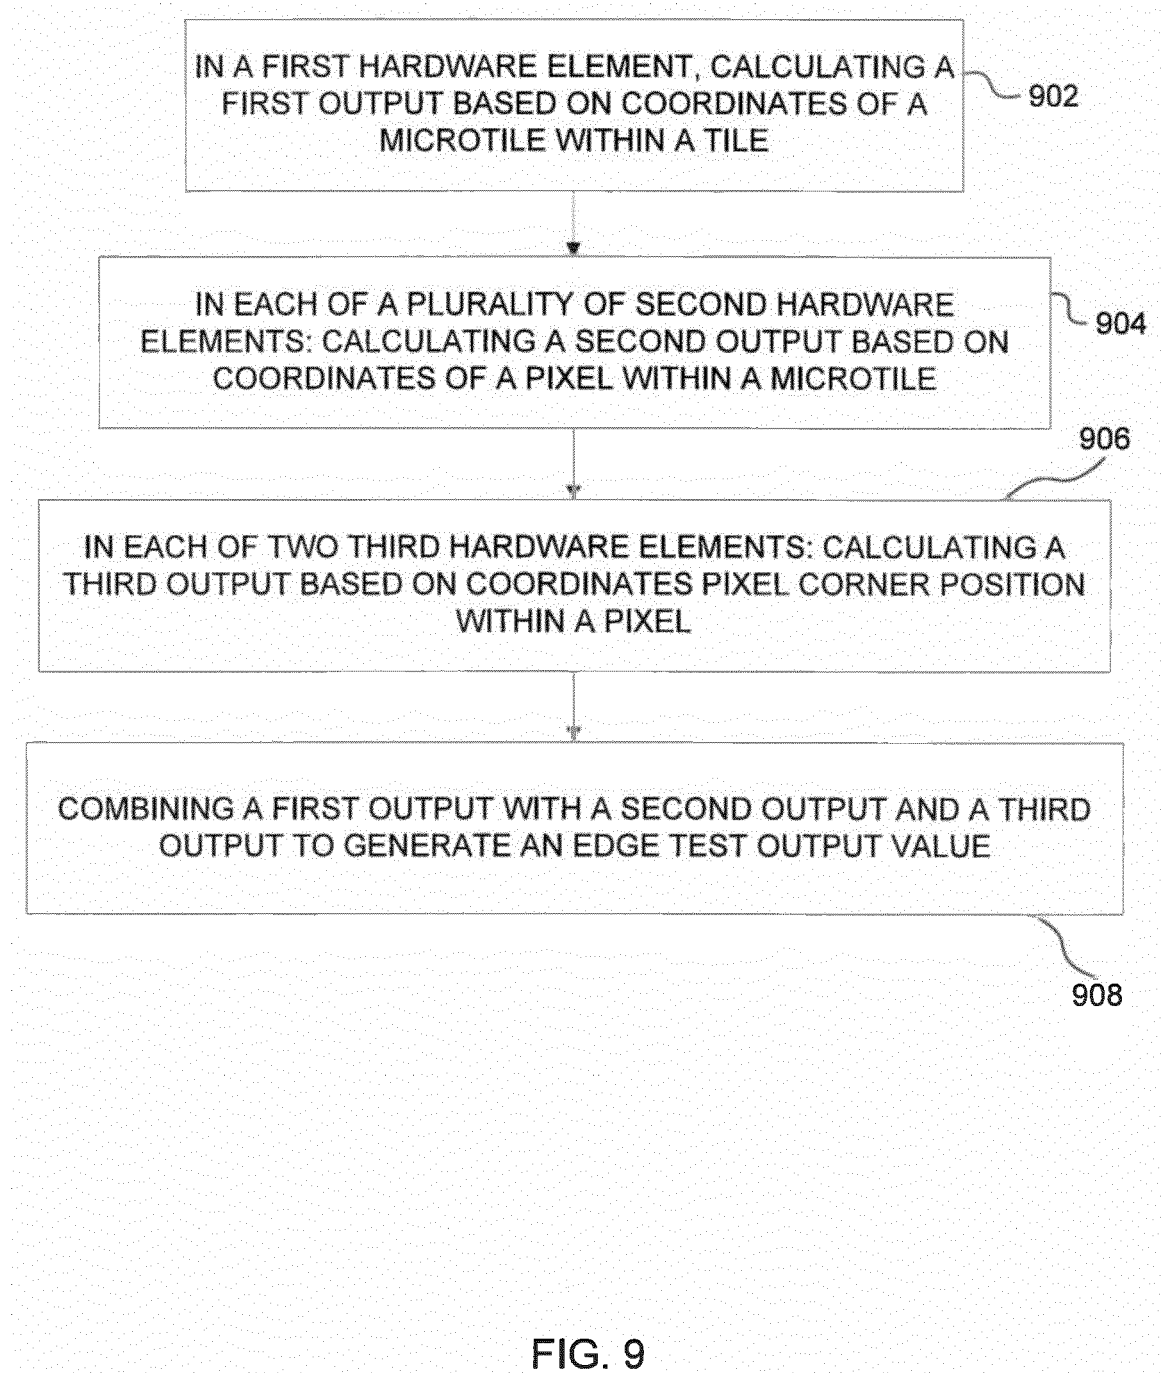 IN A FIRST HARDWARE ELEMENT, CALCULATING A
FIRST OUTPUT BASED ON COORDINATES OF A
MICROTILE WITHIN A TILE
902
IN EACH OF A PLURALITY OF SECOND HARDWARE
ELEMENTS: CALCULATING A SECOND OUTPUT BASED ON
COORDINATES OF A PIXEL WITHIN A MICROTILE
904
906
IN EACH OF TWO THIRD HARDWARE ELEMENTS: CALCULATING A
THIRD OUTPUT BASED ON COORDINATES PIXEL CORNER POSITION
WITHIN A PIXEL
COMBINING A FIRST OUTPUT WITH A SECOND OUTPUT AND A THIRD
OUTPUT TO GENERATE AN EDGE TEST OUTPUT VALUE
908
FIG. 9